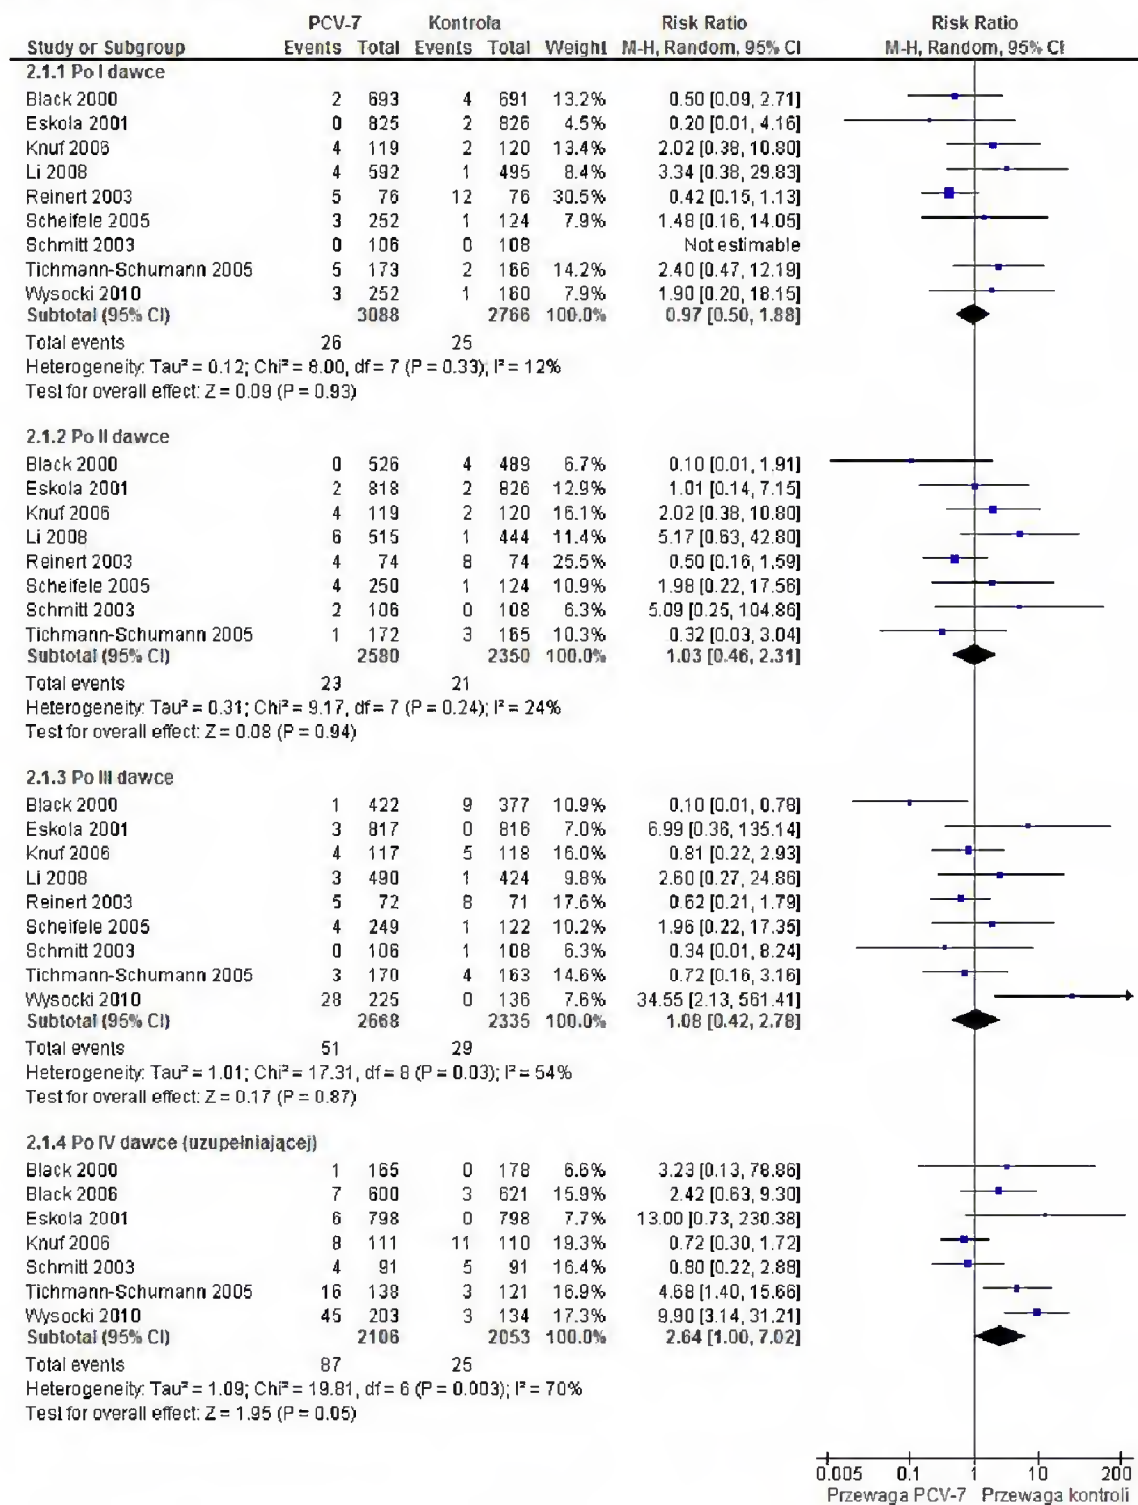 PCV-7 Kontrola Risk Ratio Risk Ratio
Study or Subgroup Events Total Events Total Weight M-H, Random, 95% CI M-H, Random, 95% CI
2.1.1 Po I dawce
Black 2000 2 693 4 691 13.2% 0.50 [0.09, 2.71]
Eskola 2001 0 825 2 826 4.5% 0.20 [0.01, 4.16]
Knuf 2006 4 119 2 120 13.4% 2.02 [0.38, 10.80]
Li 2008 4 592 1 495 8.4% 3.34 [0.38, 29.83]
Reinert 2003 5 76 12 76 30.5% 0.42 [0.15, 1.13]
Scheifele 2005 3 252 1 124 7.9% 1.48 [0.16, 14.05]
Schmitt 2003 0 106 0 108 Not estimable
Tichmann-Schumann 2005 5 173 2 166 14.2% 2.40 [0.47, 12.19]
Wysocki 2010 3 252 1 160 7.9% 1.90 [0.20, 18.15]
Subtotal (95% CI) 3088 2766 100.0% 0.97 [0.50, 1.88]
Total events 26 25
Heterogeneity: Tau² = 0.12; Chi² = 8.00, df = 7 (P = 0.33); I² = 12%
Test for overall effect: Z = 0.09 (P = 0.93)
2.1.2 Po II dawce
Black 2000 0 526 4 489 6.7% 0.10 [0.01, 1.91]
Eskola 2001 2 818 2 826 12.9% 1.01 [0.14, 7.15]
Knuf 2006 4 119 2 120 16.1% 2.02 [0.38, 10.80]
Li 2008 6 515 1 444 11.4% 5.17 [0.63, 42.80]
Reinert 2003 4 74 8 74 25.5% 0.50 [0.16, 1.59]
Scheifele 2005 4 250 1 124 10.9% 1.98 [0.22, 17.56]
Schmitt 2003 2 106 0 108 6.3% 5.09 [0.25, 104.86]
Tichmann-Schumann 2005 1 172 3 165 10.3% 0.32 [0.03, 3.04]
Subtotal (95% CI) 2580 2350 100.0% 1.03 [0.46, 2.31]
Total events 23 21
Heterogeneity: Tau² = 0.31; Chi² = 9.17, df = 7 (P = 0.24); I² = 24%
Test for overall effect: Z = 0.08 (P = 0.94)
2.1.3 Po III dawce
Black 2000 1 422 9 377 10.9% 0.10 [0.01, 0.78]
Eskola 2001 3 817 0 816 7.0% 6.99 [0.36, 135.14]
Knuf 2006 4 117 5 118 16.0% 0.81 [0.22, 2.93]
Li 2008 3 490 1 424 9.8% 2.60 [0.27, 24.86]
Reinert 2003 5 72 8 71 17.6% 0.62 [0.21, 1.79]
Scheifele 2005 4 249 1 122 10.2% 1.96 [0.22, 17.35]
Schmitt 2003 0 106 1 108 6.3% 0.34 [0.01, 8.24]
Tichmann-Schumann 2005 3 170 4 163 14.6% 0.72 [0.16, 3.16]
Wysocki 2010 28 225 0 136 7.6% 34.55 [2.13, 561.41]
Subtotal (95% CI) 2668 2335 100.0% 1.08 [0.42, 2.78]
Total events 51 29
Heterogeneity: Tau² = 1.01; Chi² = 17.31, df = 8 (P = 0.03); I² = 54%
Test for overall effect: Z = 0.17 (P = 0.87)
2.1.4 Po IV dawce (uzupełniającej)
Black 2000 1 165 0 178 6.6% 3.23 [0.13, 78.86]
Black 2006 7 600 3 621 15.9% 2.42 [0.63, 9.30]
Eskola 2001 6 798 0 798 7.7% 13.00 [0.73, 230.38]
Knuf 2006 8 111 11 110 19.3% 0.72 [0.30, 1.72]
Schmitt 2003 4 91 5 91 16.4% 0.80 [0.22, 2.88]
Tichmann-Schumann 2005 16 138 3 121 16.9% 4.68 [1.40, 15.66]
Wysocki 2010 45 203 3 134 17.3% 9.90 [3.14, 31.21]
Subtotal (95% CI) 2106 2053 100.0% 2.64 [1.00, 7.02]
Total events 87 25
Heterogeneity: Tau² = 1.09; Chi² = 19.81, df = 6 (P = 0.003); I² = 70%
Test for overall effect: Z = 1.95 (P = 0.05)
0.005 0.1 1 10 200
Przewaga PCV-7 Przewaga kontroli